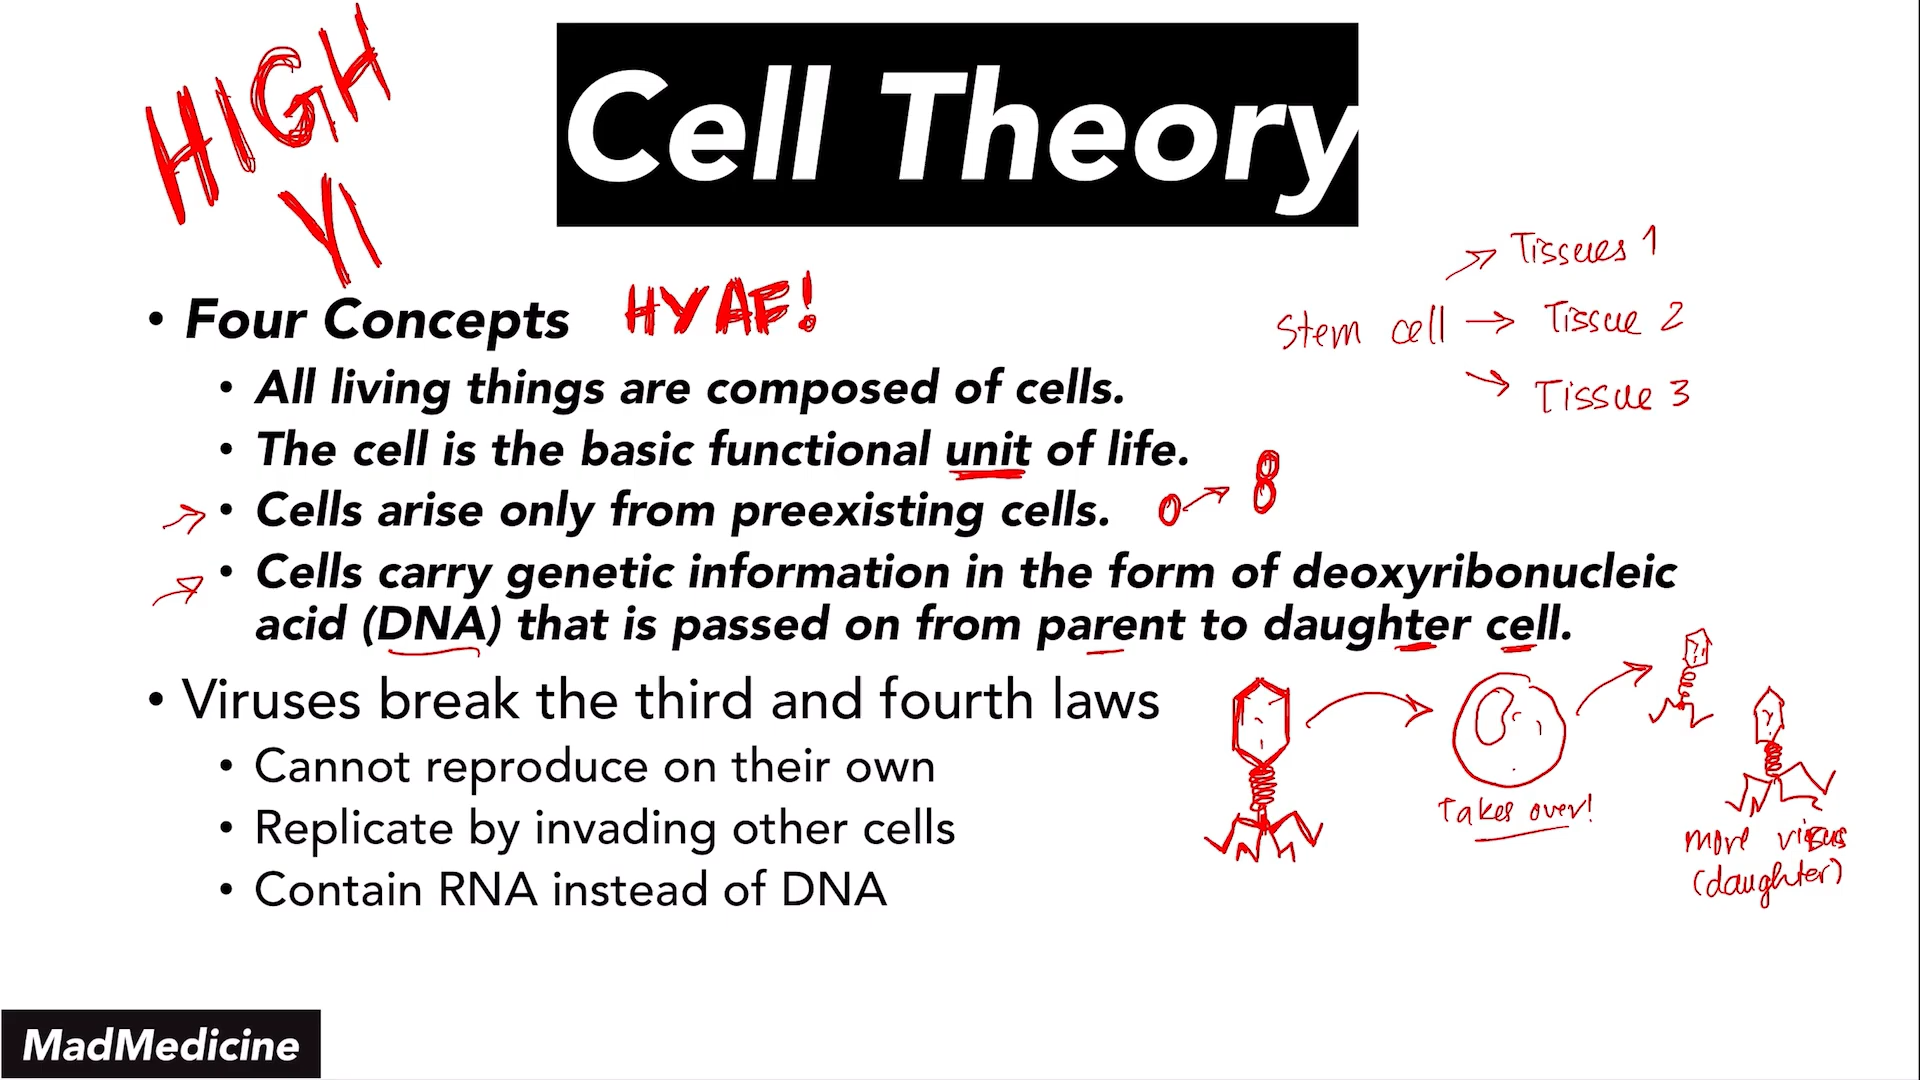 HIGH
YI
Cell Theory
• Four Concepts HYAF!
• All living things are composed of cells.
• The cell is the basic functional unit of life.
• Cells arise only from preexisting cells.
• Cells carry genetic information in the form of deoxyribonucleic
acid (DNA) that is passed on from parent to daughter cell.
Tissues 1
Stem cell → Tissue 2
Tissue 3
• Viruses break the third and fourth laws
• Cannot reproduce on their own
• Replicate by invading other cells
• Contain RNA instead of DNA
Takes over!
more virus
(daughter)
MadMedicine